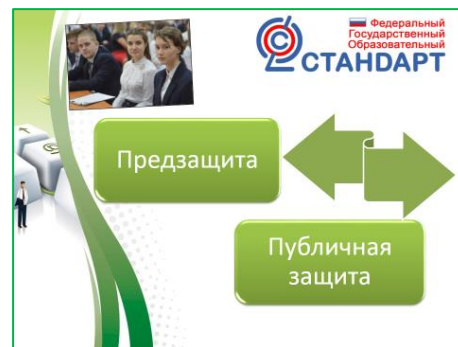 Федеральный
Государственный
Образовательный
СТАНДАРТ
Предзащита
Публичная
защита